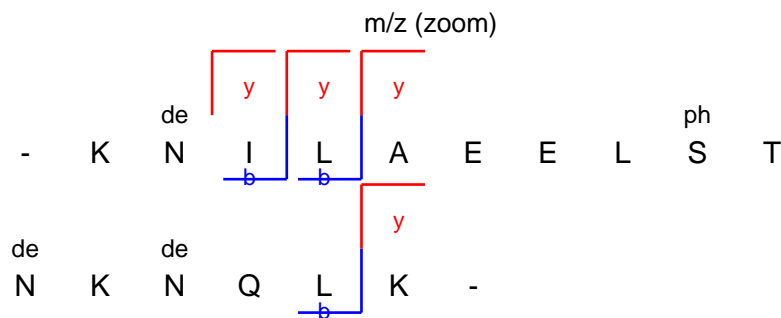 m/z (zoom)
y y y
de ph
- K N I L A E E L S T
b b
y
de de
N K N Q L K -
b